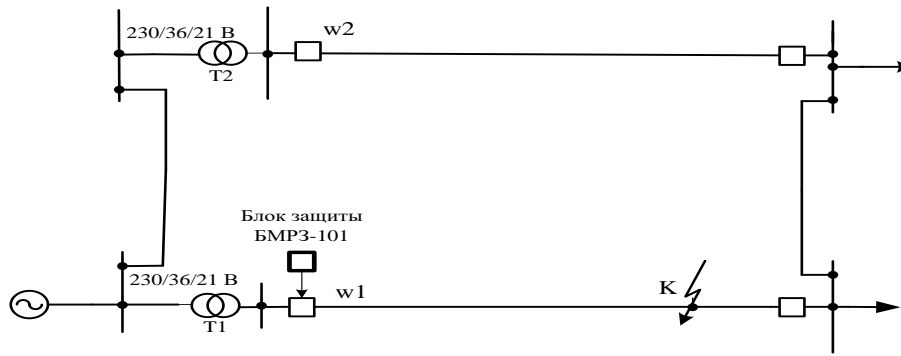 230/36/21 В
w2
T2
Блок защиты
БМРЗ-101
230/36/21 В
w1
К
T1